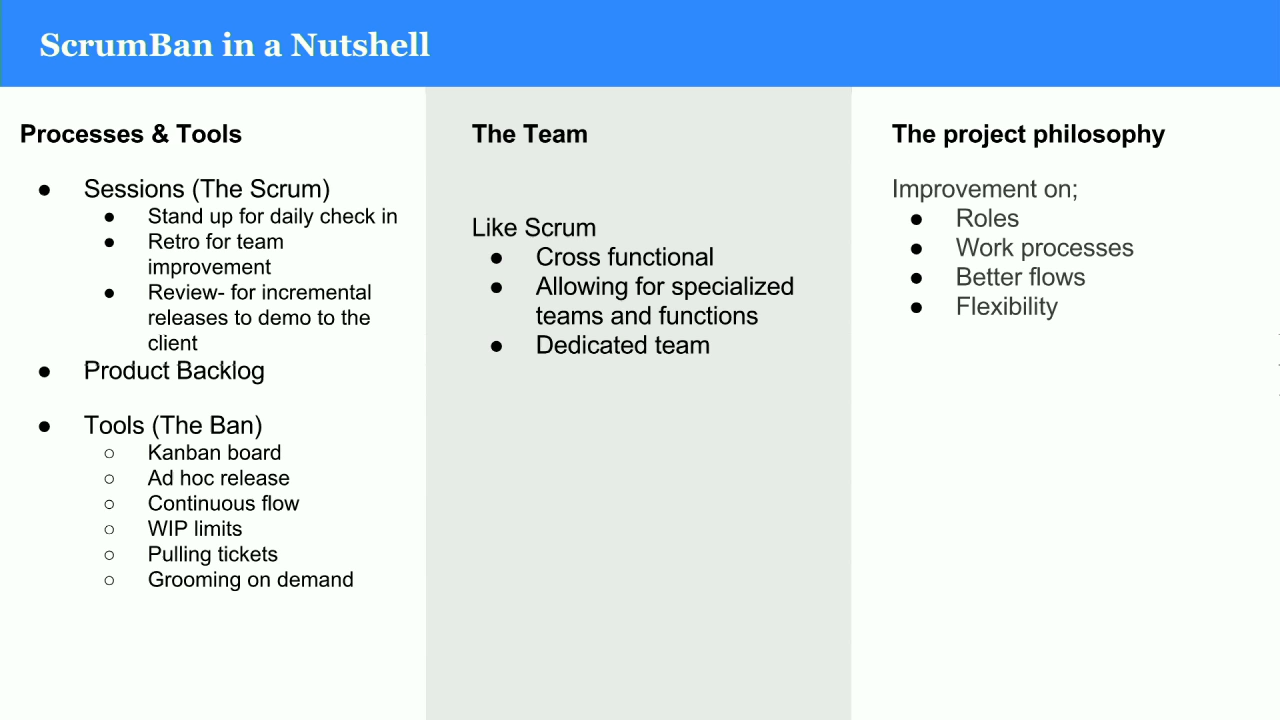 ScrumBan in a Nutshell
Processes & Tools
● Sessions (The Scrum)
● Stand up for daily check in
● Retro for team
improvement
● Review- for incremental
releases to demo to the
client
● Product Backlog
● Tools (The Ban)
○ Kanban board
○ Ad hoc release
○ Continuous flow
○ WIP limits
○ Pulling tickets
○ Grooming on demand
The Team
Like Scrum
● Cross functional
● Allowing for specialized
teams and functions
● Dedicated team
The project philosophy
Improvement on;
● Roles
● Work processes
● Better flows
● Flexibility